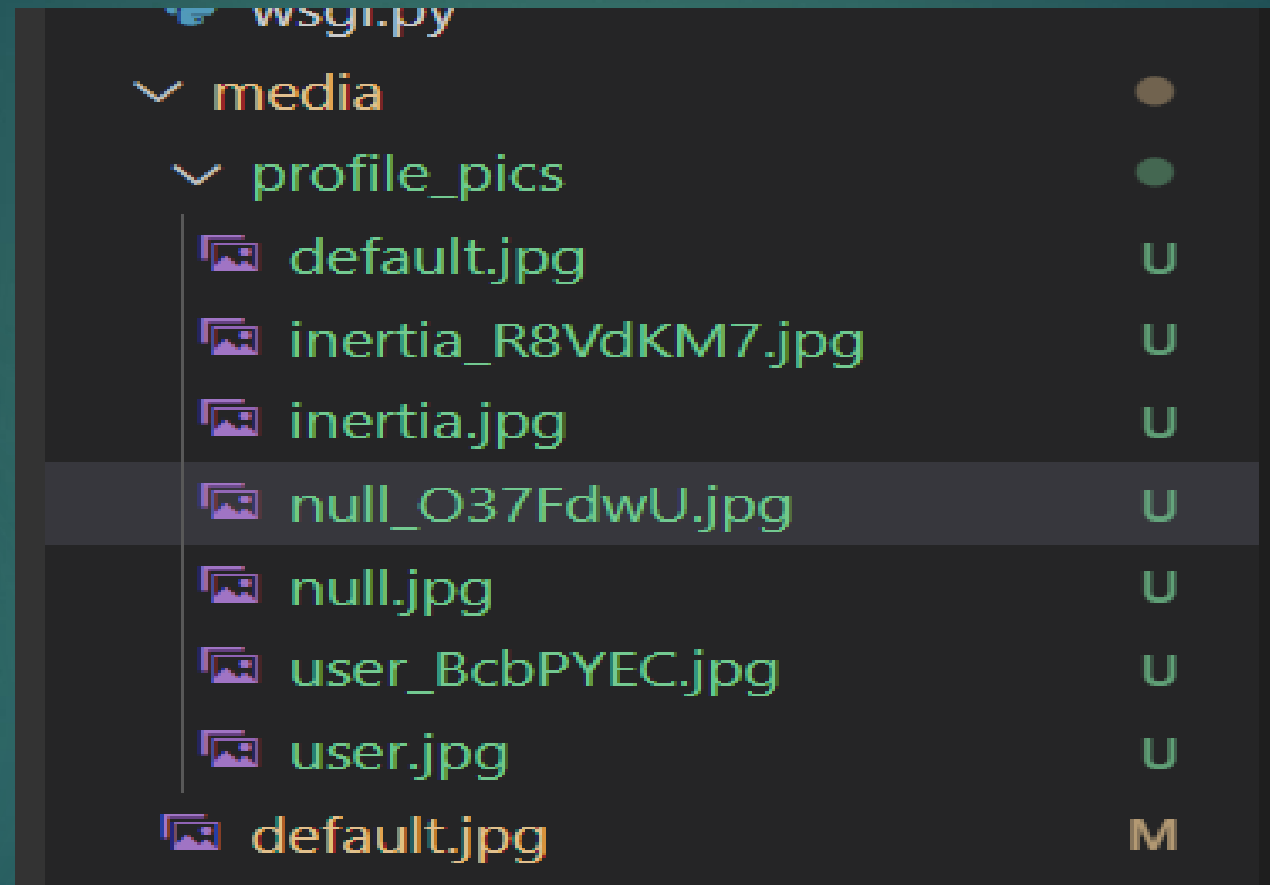 wsgi.py
media
profile_pics
default.jpg U
inertia_R8VdKM7.jpg U
inertia.jpg U
null_O37FdwU.jpg U
null.jpg U
user_BcbPYEC.jpg U
user.jpg U
default.jpg M